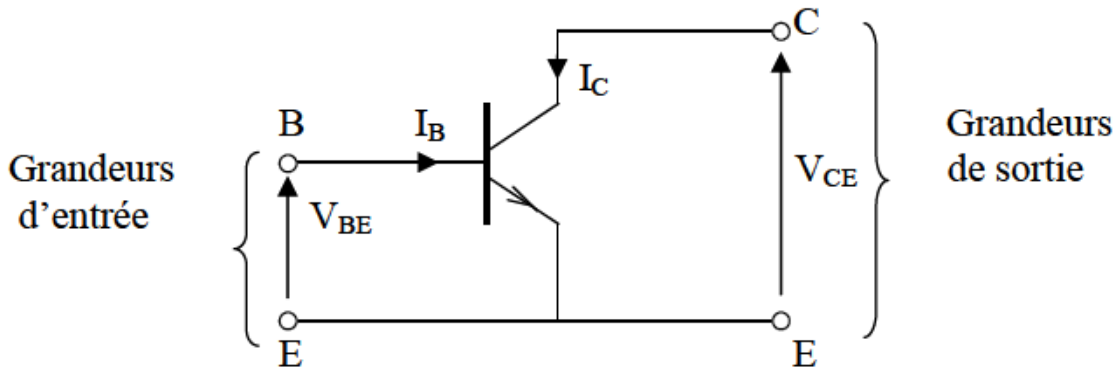 C
I_C
B
I_B
Grandeurs
d'entrée
V_BE
V_CE
Grandeurs
de sortie
E
E